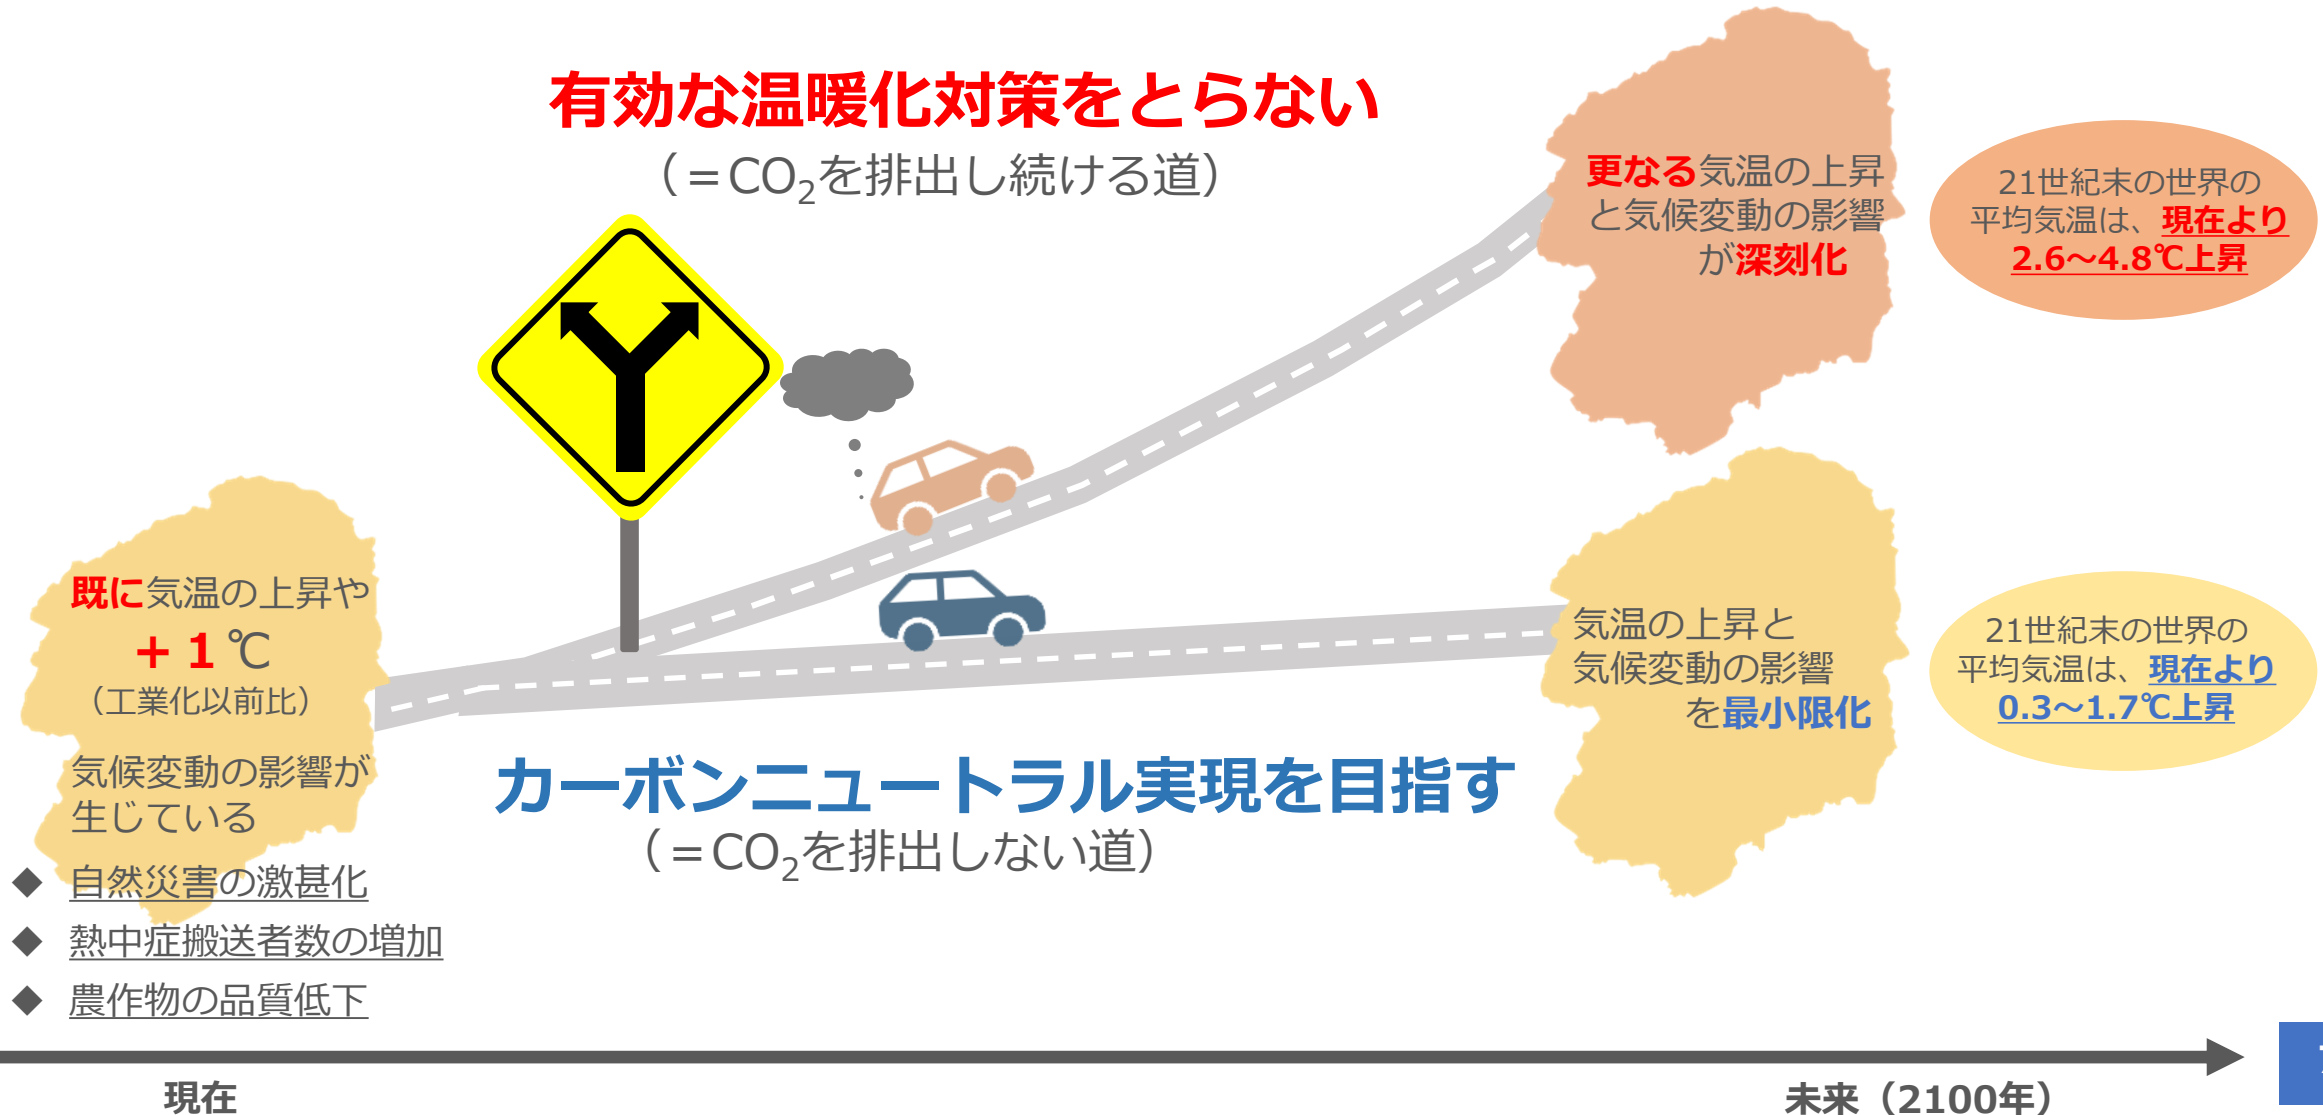 有効な温暖化対策をとらない
（＝CO₂を排出し続ける道）
更なる気温の上昇
と気候変動の影響
が深刻化
21世紀末の世界の
平均気温は、現在より
2.6～4.8℃上昇
既に気温の上昇や
＋１℃
（工業化以前比）
気候変動の影響が
生じている
◆ 自然災害の激甚化
◆ 熱中症搬送者数の増加
◆ 農作物の品質低下
カーボンニュートラル実現を目指す
（＝CO₂を排出しない道）
気温の上昇と
気候変動の影響
を最小限化
21世紀末の世界の
平均気温は、現在より
0.3～1.7℃上昇
現在
未来（2100年）